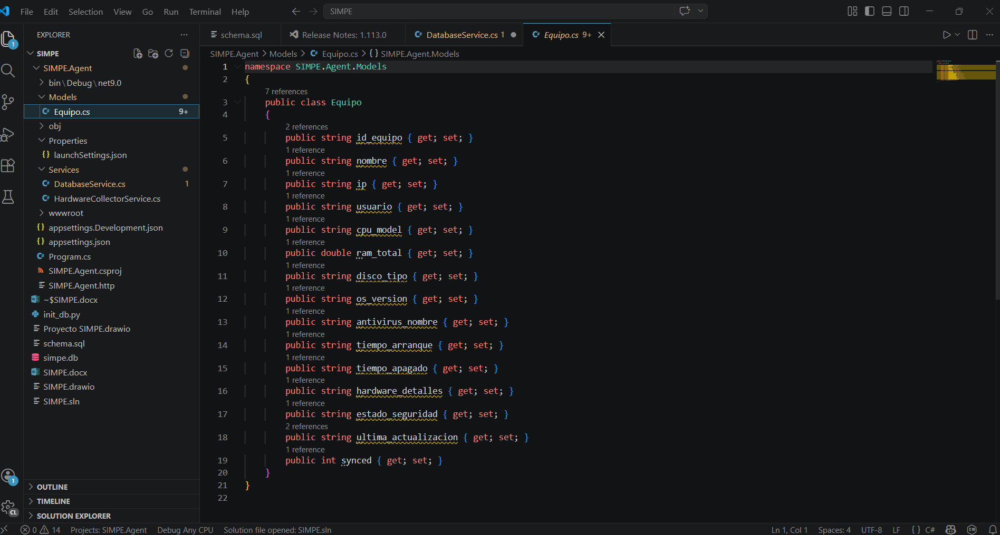 File Edit Selection View Go Run Terminal Help
SIMPE
EXPLORER
SIMPE
SIMPE.Agent
bin\Debug\net9.0
Models
Equipo.cs 9+
obj
Properties
launchSettings.json
Services
DatabaseService.cs 1
HardwareCollectorService.cs
wwwroot
appsettings.Development.json
appsettings.json
Program.cs
SIMPE.Agent.csproj
SIMPE.Agent.http
~$SIMPE.docx
init_db.py
Proyecto SIMPE.drawio
schema.sql
simpe.db
SIMPE.docx
SIMPE.drawio
SIMPE.sln
OUTLINE
TIMELINE
SOLUTION EXPLORER
1
1
CL
schema.sql Release Notes: 1.113.0 DatabaseService.cs 1 Equipo.cs 9+
SIMPE.Agent > Models > Equipo.cs > { } SIMPE.Agent.Models
1 namespace SIMPE.Agent.Models
2 {
7 references
3 public class Equipo
4 {
2 references
5 public string id_equipo { get; set; }
1 reference
6 public string nombre { get; set; }
1 reference
7 public string ip { get; set; }
1 reference
8 public string usuario { get; set; }
1 reference
9 public string cpu_model { get; set; }
1 reference
10 public double ram_total { get; set; }
1 reference
11 public string disco_tipo { get; set; }
1 reference
12 public string os_version { get; set; }
1 reference
13 public string antivirus_nombre { get; set; }
1 reference
14 public string tiempo_arranque { get; set; }
1 reference
15 public string tiempo_apagado { get; set; }
1 reference
16 public string hardware_detalles { get; set; }
1 reference
17 public string estado_seguridad { get; set; }
2 references
18 public string ultima_actualizacion { get; set; }
1 reference
19 public int synced { get; set; }
20 }
21 }
22
0 14 Projects: SIMPE.Agent Debug Any CPU Solution file opened: SIMPE.sln Ln 1, Col 1 Spaces: 4 UTF-8 LF { } C#